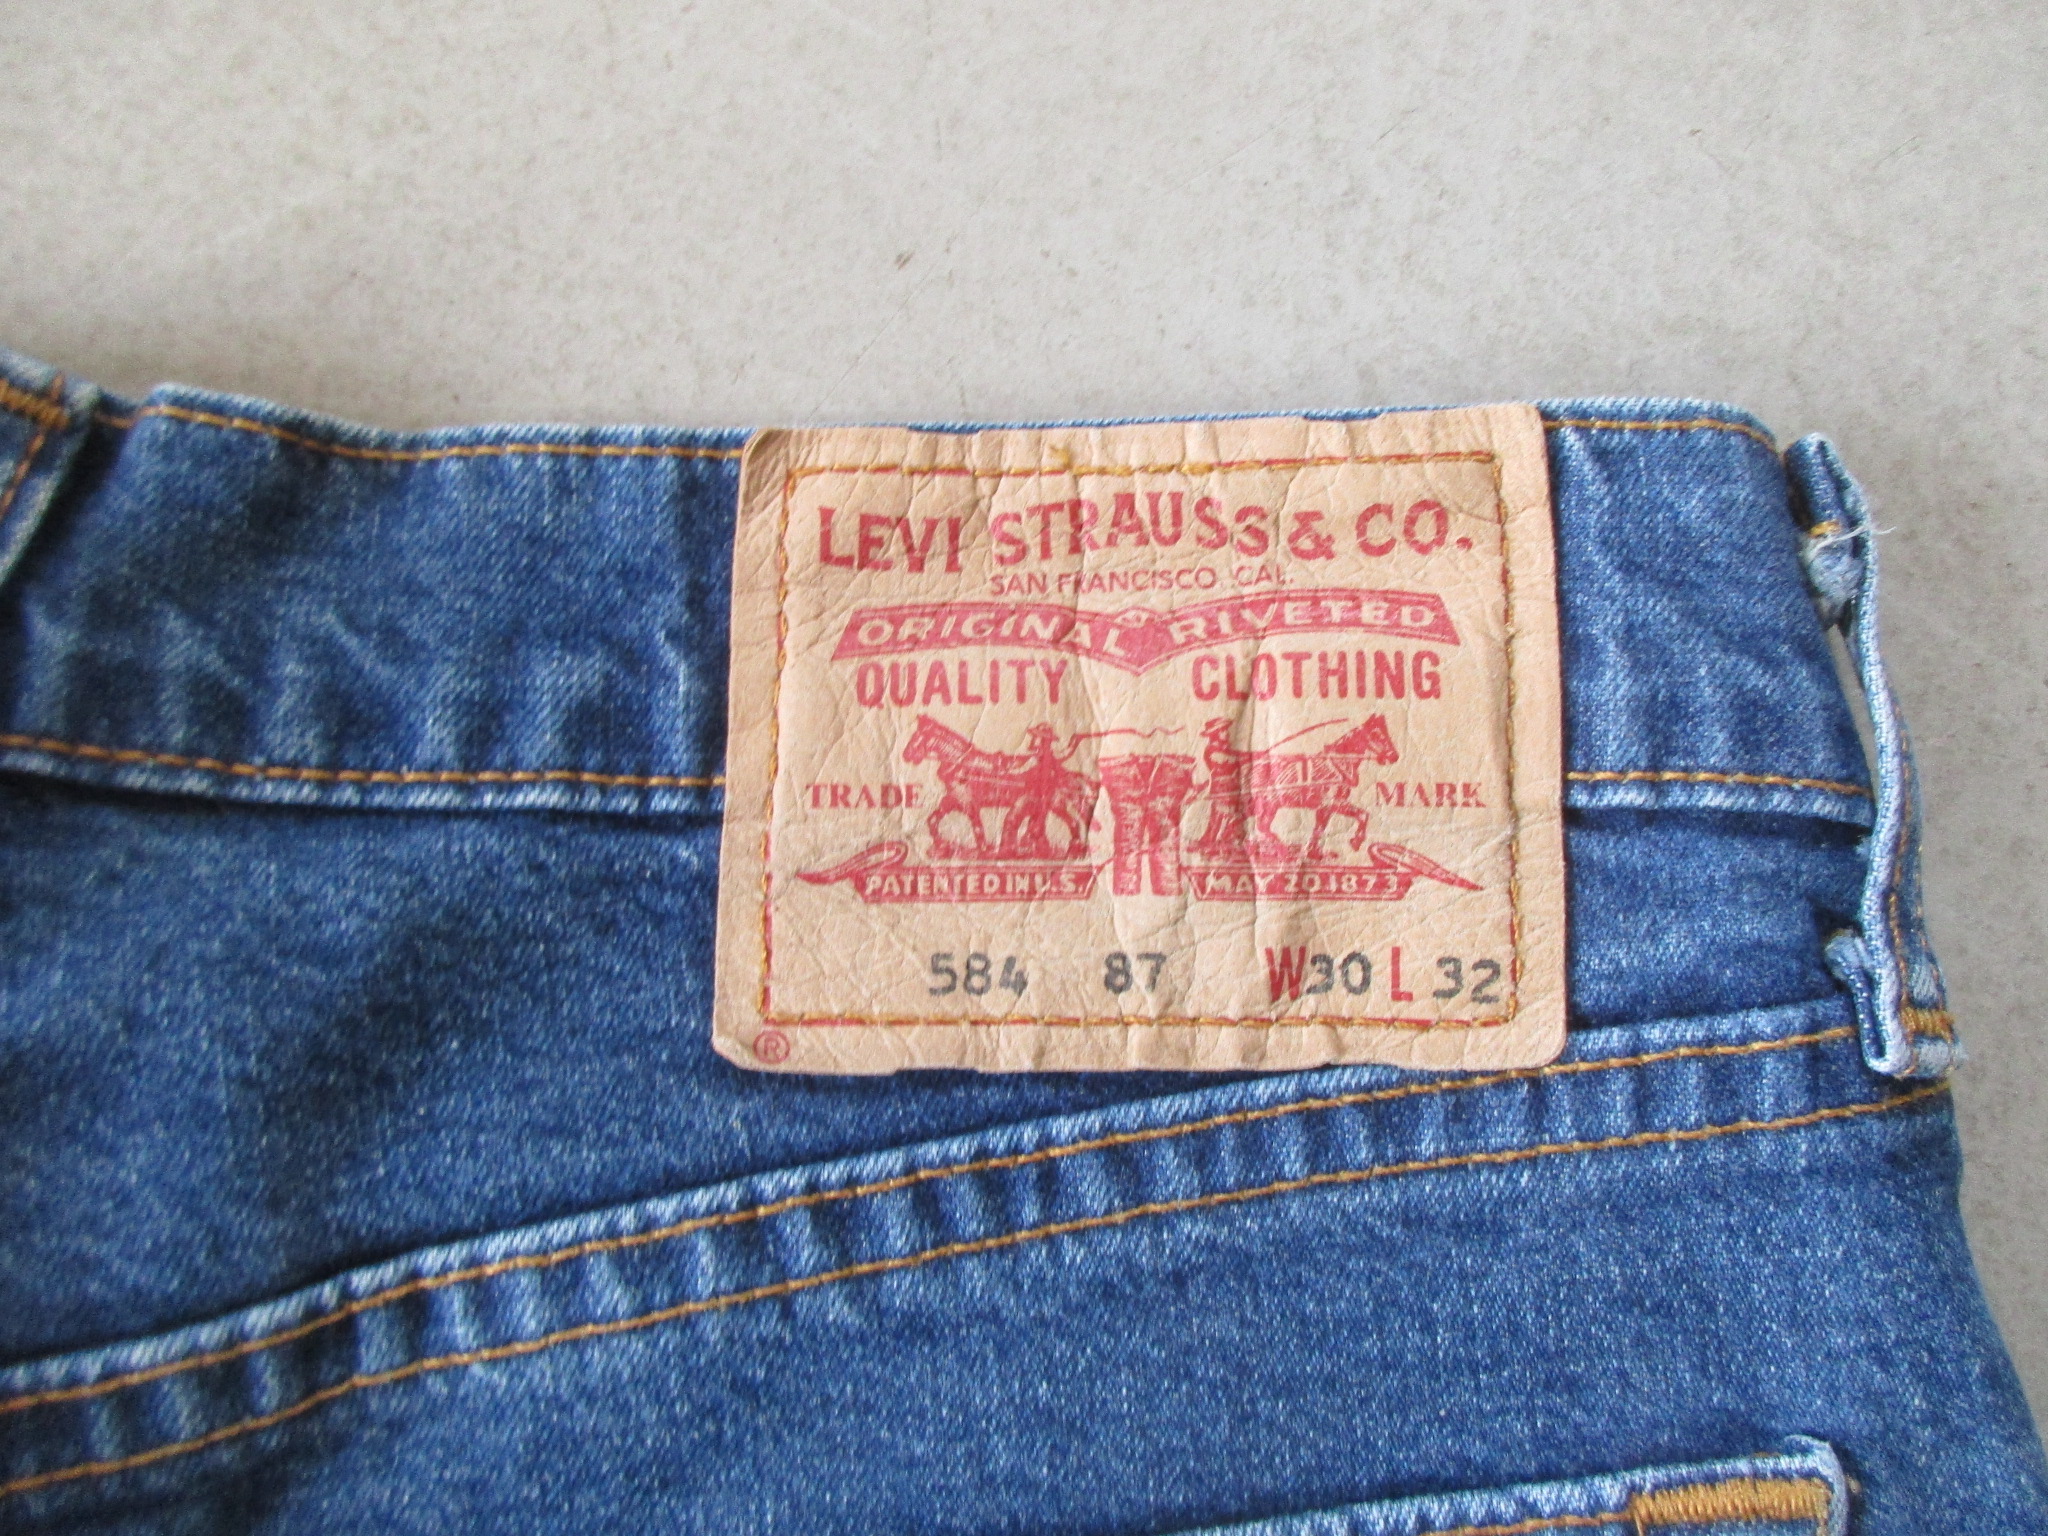 LEVI STRAUSS & CO.
SAN FRANCISCO CAL.
ORIGINAL RIVETED
QUALITY CLOTHING
TRADE MARK
PATENTED IN U.S. MAY 20 1873
584 87 W30 L 32
®